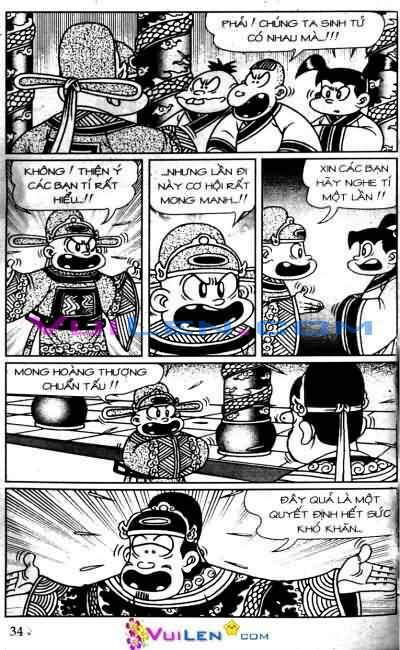 PHẢI! CHÚNG TA SINH TỬ
CÓ NHAU MÀ...!!!
KHÔNG! THIỆN Ý
CÁC BẠN TÍ RẤT
HIỂU...!!
...NHƯNG LẦN ĐI
NÀY CƠ HỘI RẤT
MONG MANH...!!
XIN CÁC BẠN
HÃY NGHE TÍ
MỘT LẦN!!
VUILEN.COM
MONG HOÀNG THƯỢNG
CHUẨN TẤU!!
ĐÂY QUẢ LÀ MỘT
QUYẾT ĐỊNH HẾT SỨC
KHÓ KHĂN...
34
VUILEN.COM